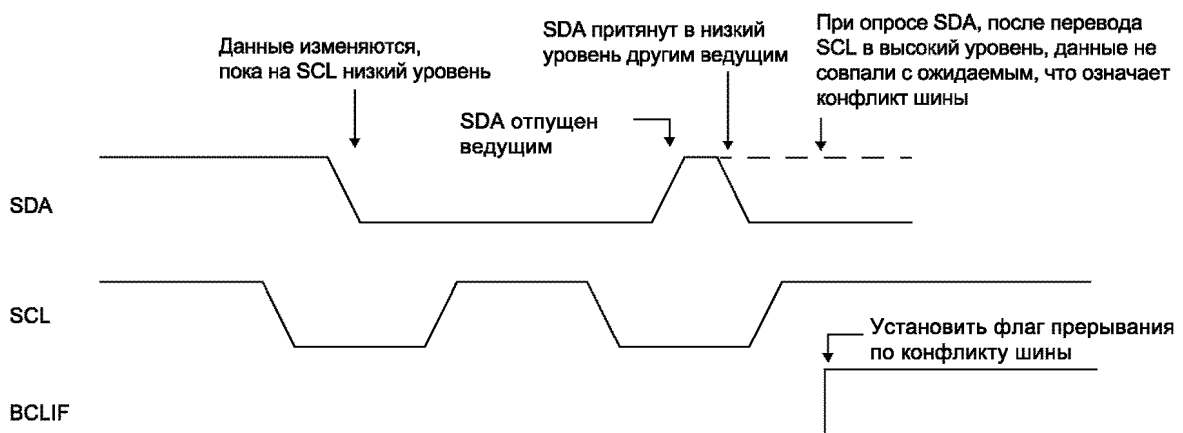 Данные изменяются,
пока на SCL низкий уровень
SDA притянут в низкий
уровень другим ведущим
При опросе SDA, после перевода
SCL в высокий уровень, данные не
совпали с ожидаемым, что означает
конфликт шины
SDA отпущен
ведущим
SDA
SCL
Установить флаг прерывания
по конфликту шины
BCLIF